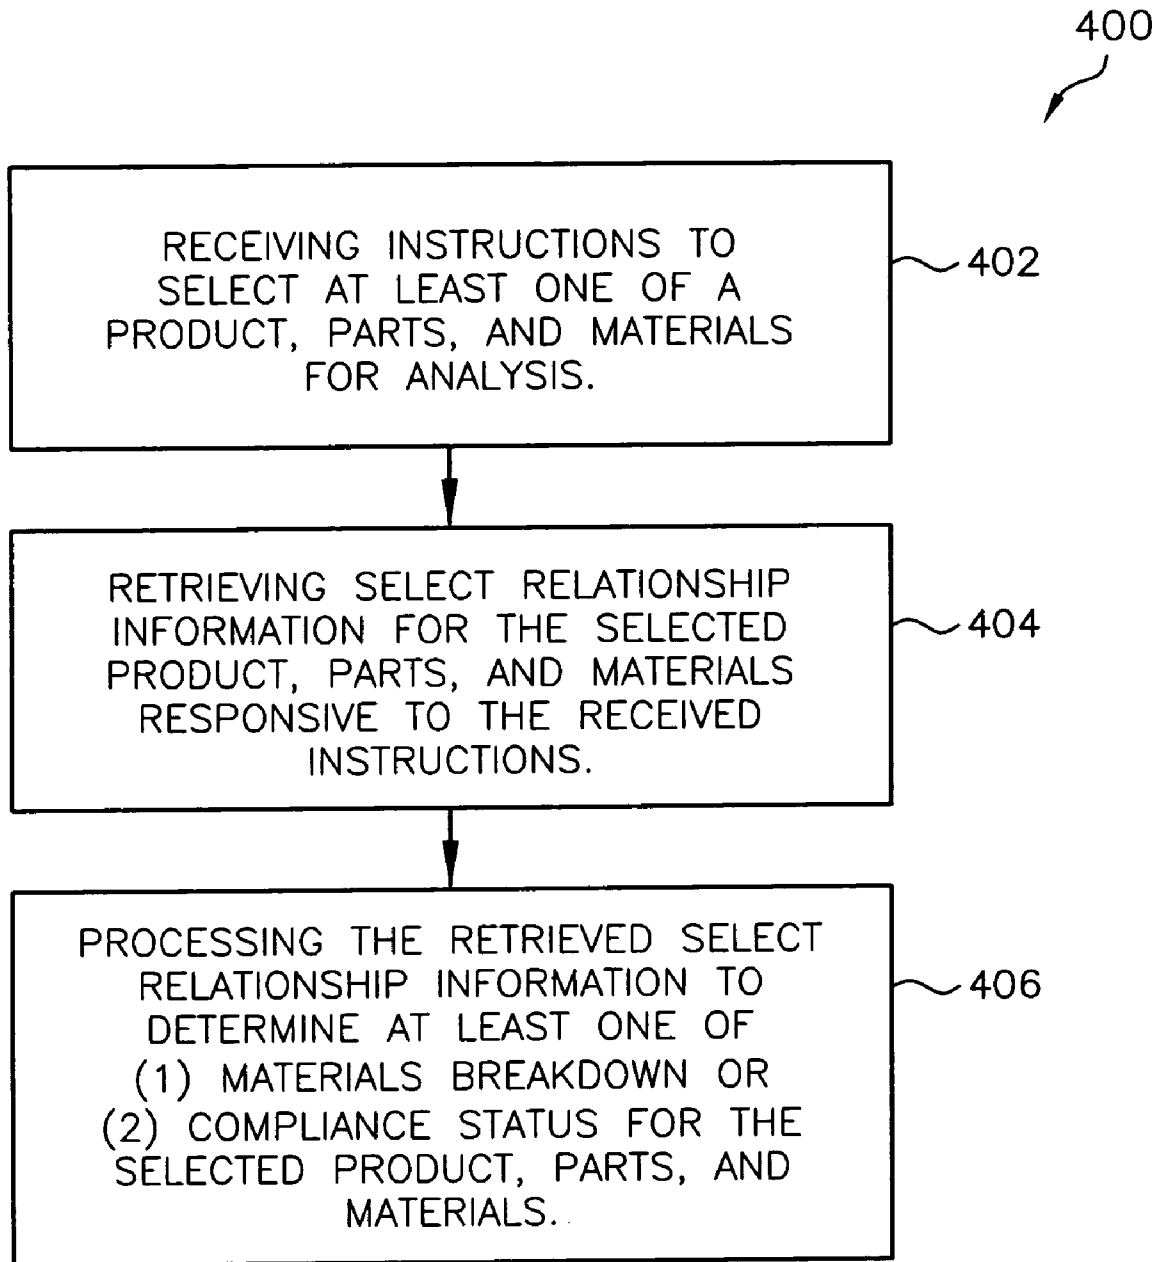 400
RECEIVING INSTRUCTIONS TO
SELECT AT LEAST ONE OF A
PRODUCT, PARTS, AND MATERIALS
FOR ANALYSIS.
402
RETRIEVING SELECT RELATIONSHIP
INFORMATION FOR THE SELECTED
PRODUCT, PARTS, AND MATERIALS
RESPONSIVE TO THE RECEIVED
INSTRUCTIONS.
404
PROCESSING THE RETRIEVED SELECT
RELATIONSHIP INFORMATION TO
DETERMINE AT LEAST ONE OF
(1) MATERIALS BREAKDOWN OR
(2) COMPLIANCE STATUS FOR THE
SELECTED PRODUCT, PARTS, AND
MATERIALS.
406